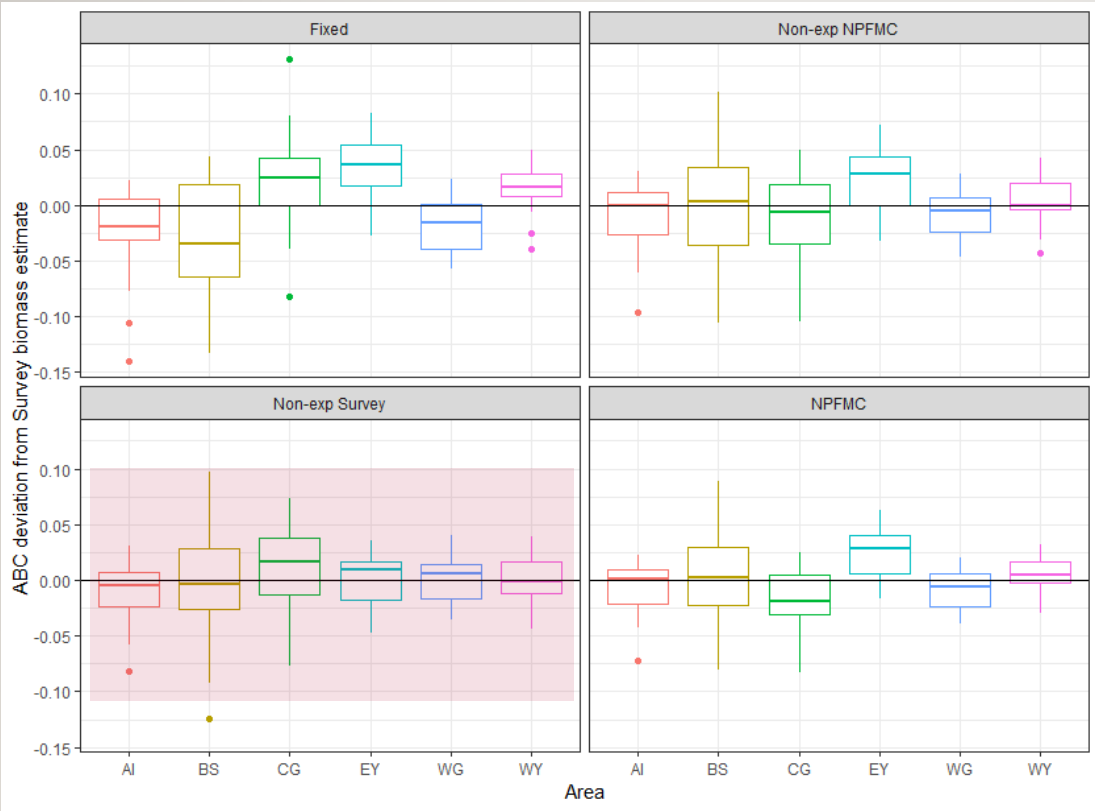 Fixed
Non-exp NPFMC
0.10
0.05
0.00
-0.05
-0.10
-0.15
Non-exp Survey
NPFMC
0.10
0.05
0.00
-0.05
-0.10
-0.15
ABC deviation from Survey biomass estimate
AI BS CG EY WG WY
AI BS CG EY WG WY
Area